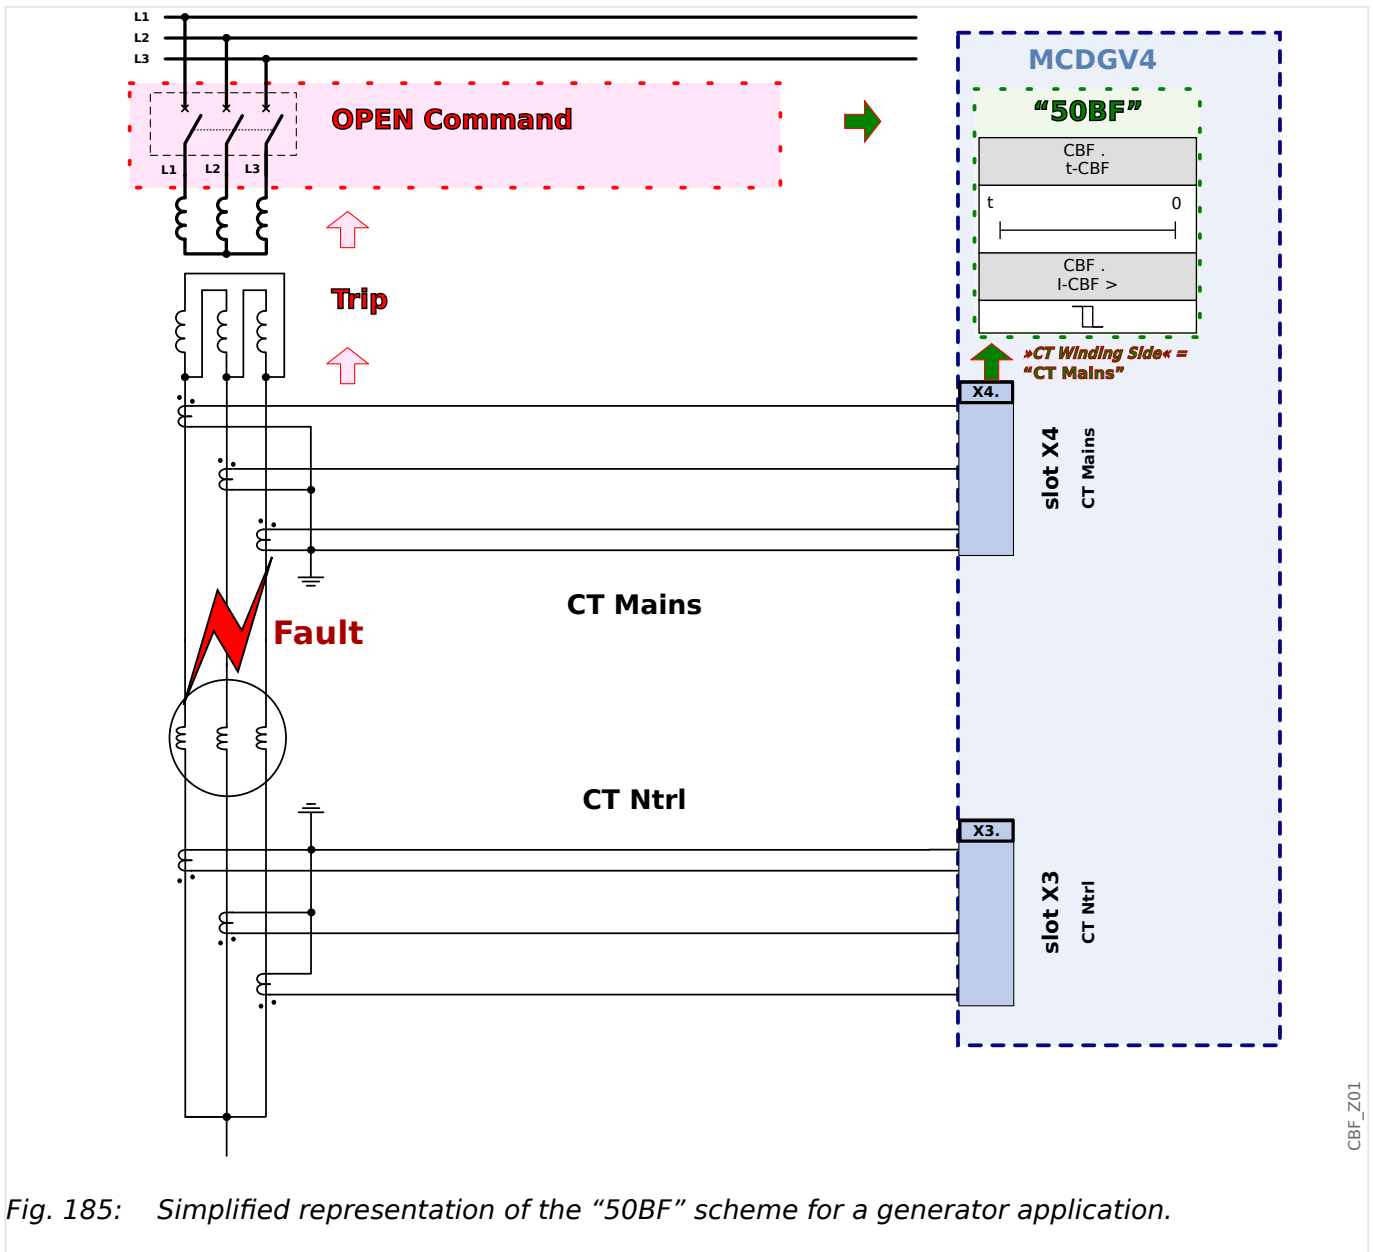 L1
L2
L3
OPEN Command
L1 L2 L3
Trip
MCDGV4
“50BF”
CBF .
t-CBF
t 0
CBF .
I-CBF >
»CT Winding Side« =
“CT Mains”
X4.
slot X4
CT Mains
CT Mains
Fault
CT Ntrl
X3.
slot X3
CT Ntrl
CBF_Z01
Fig. 185: Simplified representation of the “50BF” scheme for a generator application.